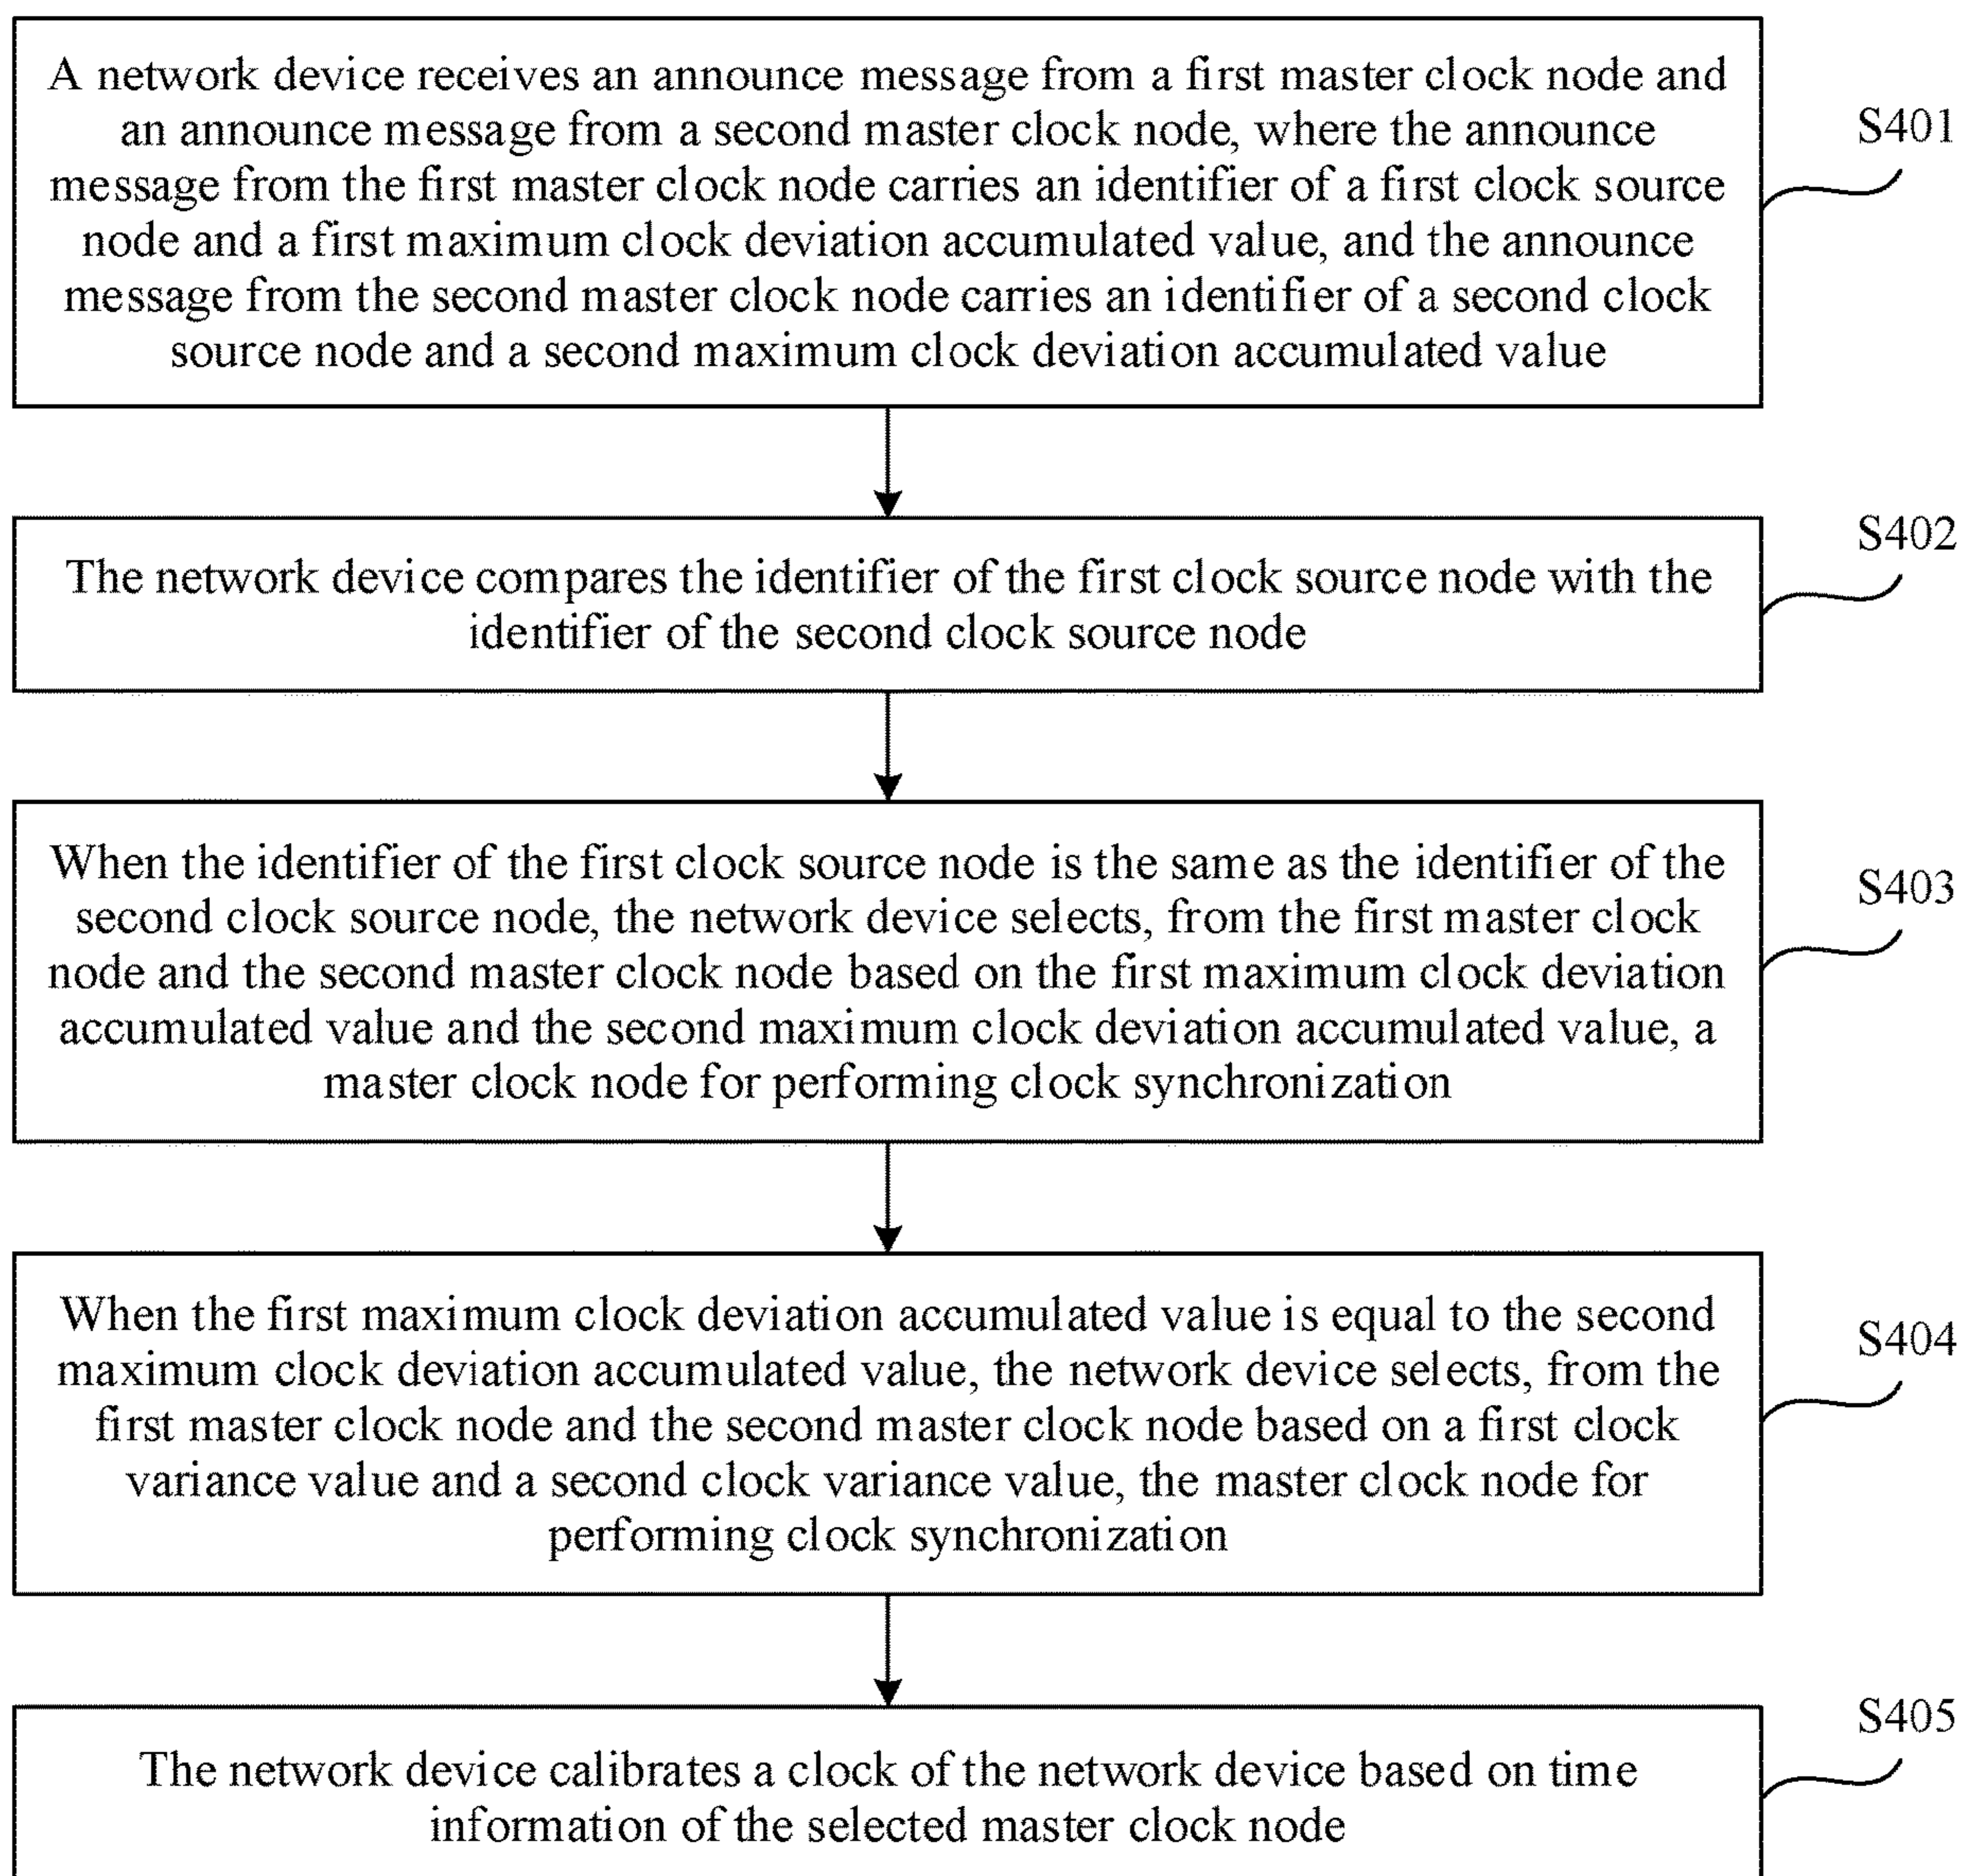 A network device receives an announce message from a first master clock node and
an announce message from a second master clock node, where the announce
message from the first master clock node carries an identifier of a first clock source
node and a first maximum clock deviation accumulated value, and the announce
message from the second master clock node carries an identifier of a second clock
source node and a second maximum clock deviation accumulated value
S401
The network device compares the identifier of the first clock source node with the
identifier of the second clock source node
S402
When the identifier of the first clock source node is the same as the identifier of the
second clock source node, the network device selects, from the first master clock
node and the second master clock node based on the first maximum clock deviation
accumulated value and the second maximum clock deviation accumulated value, a
master clock node for performing clock synchronization
S403
When the first maximum clock deviation accumulated value is equal to the second
maximum clock deviation accumulated value, the network device selects, from the
first master clock node and the second master clock node based on a first clock
variance value and a second clock variance value, the master clock node for
performing clock synchronization
S404
The network device calibrates a clock of the network device based on time
information of the selected master clock node
S405